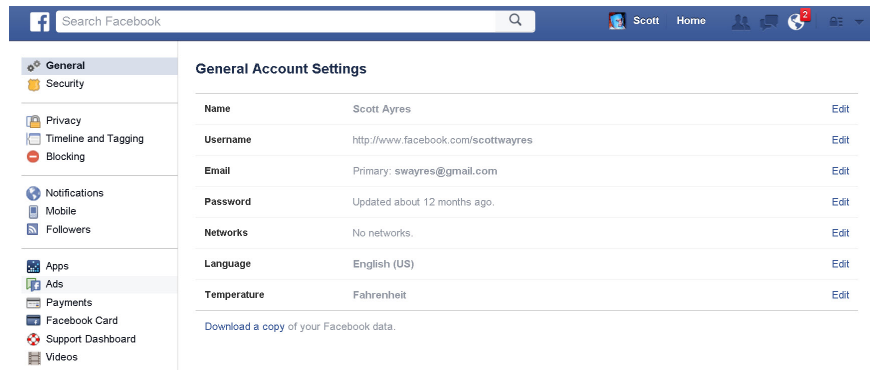 f Search Facebook Scott Home 2
General
Security
Privacy
Timeline and Tagging
Blocking
Notifications
Mobile
Followers
Apps
Ads
Payments
Facebook Card
Support Dashboard
Videos
General Account Settings
Name Scott Ayres Edit
Username http://www.facebook.com/scottwayres Edit
Email Primary: swayres@gmail.com Edit
Password Updated about 12 months ago. Edit
Networks No networks. Edit
Language English (US) Edit
Temperature Fahrenheit Edit
Download a copy of your Facebook data.